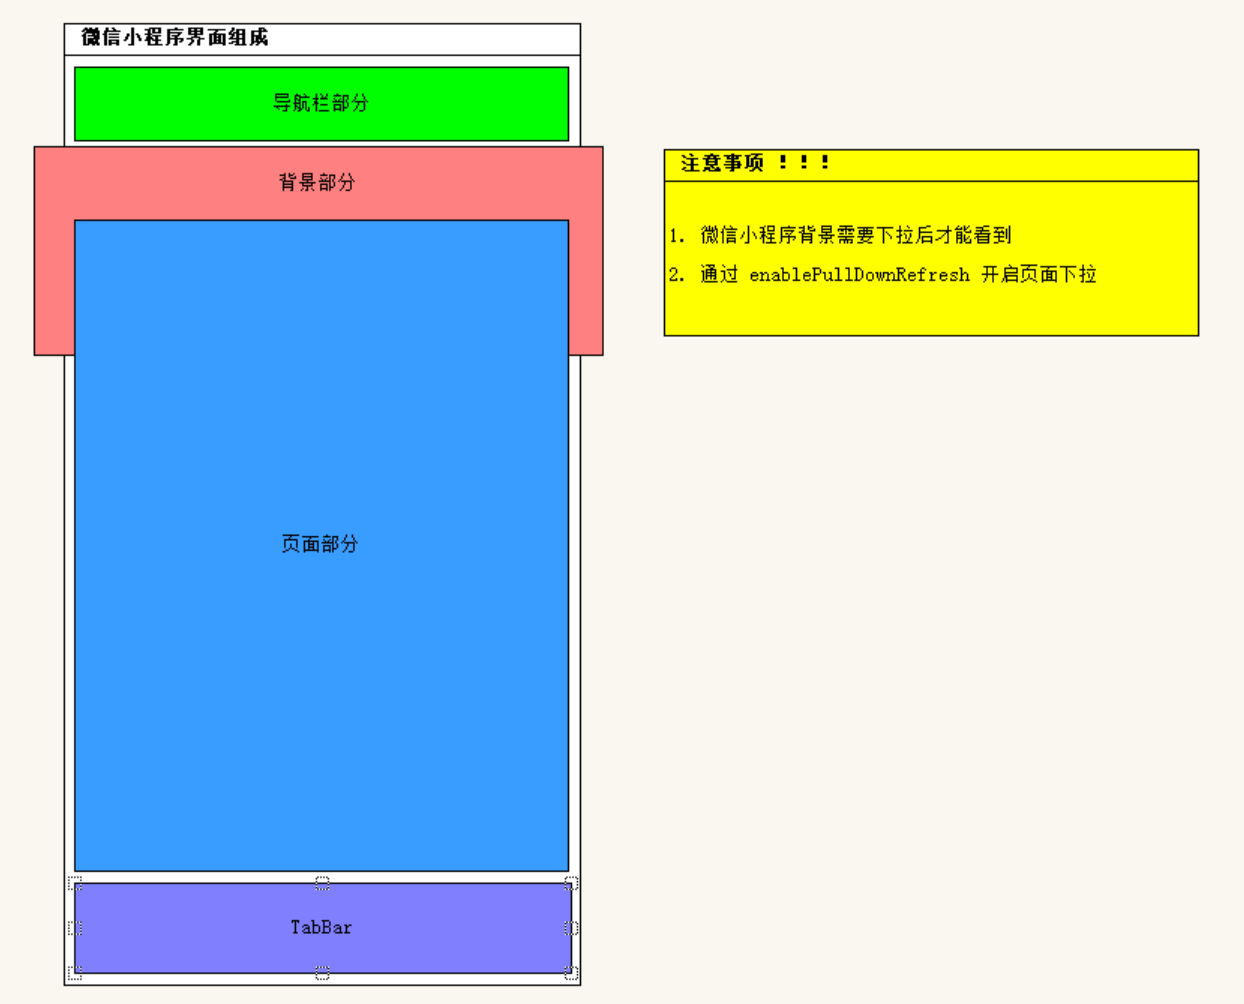 微信小程序界面组成
导航栏部分
背景部分
注意事项 ！！！
1. 微信小程序背景需要下拉后才能看到
2. 通过 enablePullDownRefresh 开启页面下拉
页面部分
TabBar